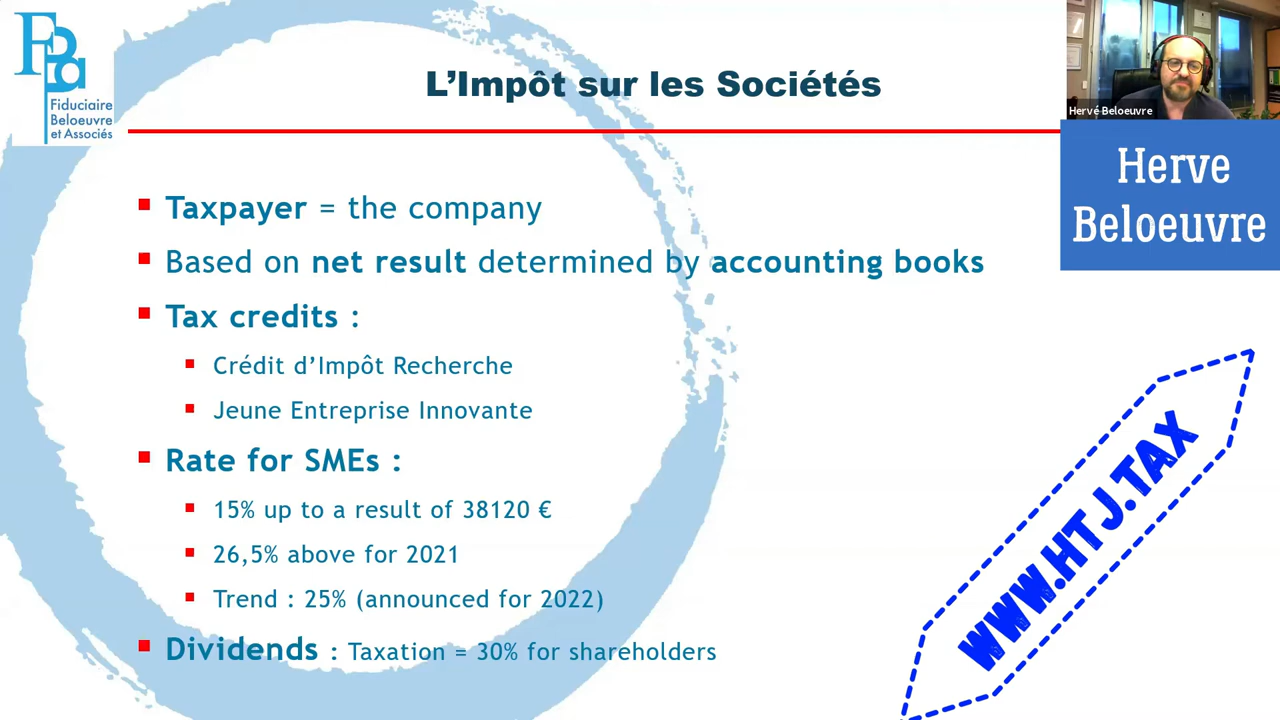 Fba
Fiduciaire
Beloeuvre
et Associés
L’Impôt sur les Sociétés
Hervé Beloeuvre
Herve
Beloeuvre
Taxpayer = the company
Based on net result determined by accounting books
Tax credits :
Crédit d’Impôt Recherche
Jeune Entreprise Innovante
Rate for SMEs :
15% up to a result of 38120 €
26,5% above for 2021
Trend : 25% (announced for 2022)
Dividends : Taxation = 30% for shareholders
WWW.HTJ.TAX